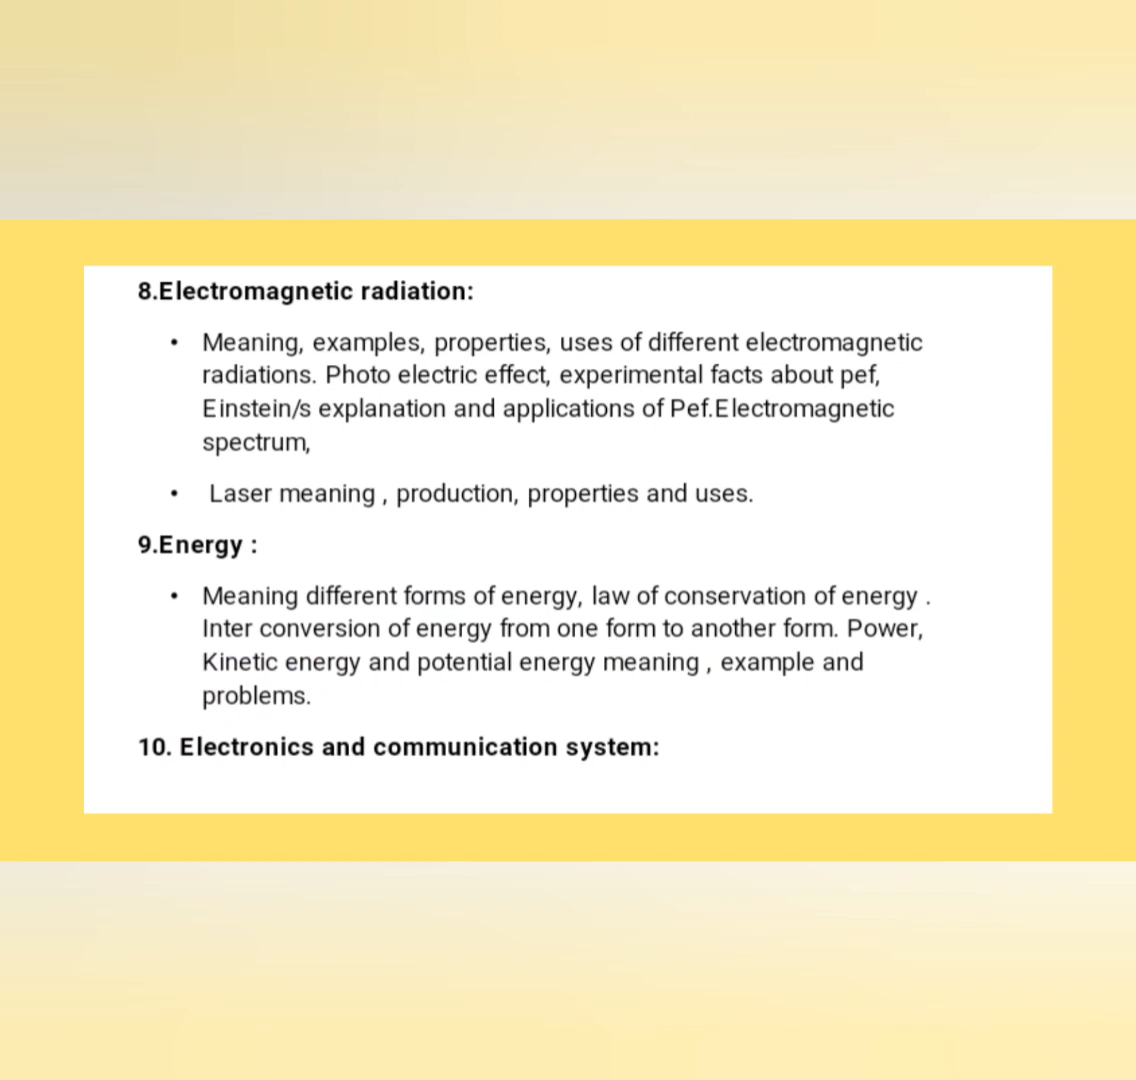 8.Electromagnetic radiation:
• Meaning, examples, properties, uses of different electromagnetic
radiations. Photo electric effect, experimental facts about pef,
Einstein/s explanation and applications of Pef.Electromagnetic
spectrum,
• Laser meaning , production, properties and uses.
9.Energy :
• Meaning different forms of energy, law of conservation of energy .
Inter conversion of energy from one form to another form. Power,
Kinetic energy and potential energy meaning , example and
problems.
10. Electronics and communication system: